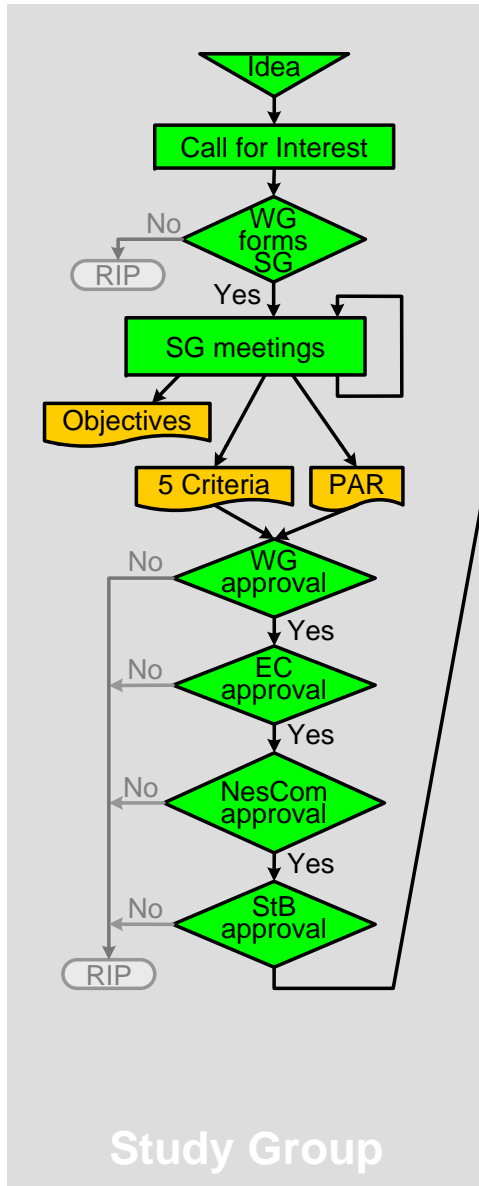 Idea
Call for Interest
WG
forms
SG
No
RIP
Yes
SG meetings
Objectives
5 Criteria
PAR
WG
approval
No
Yes
EC
approval
No
Yes
NesCom
approval
No
Yes
StB
approval
No
RIP
Study Group